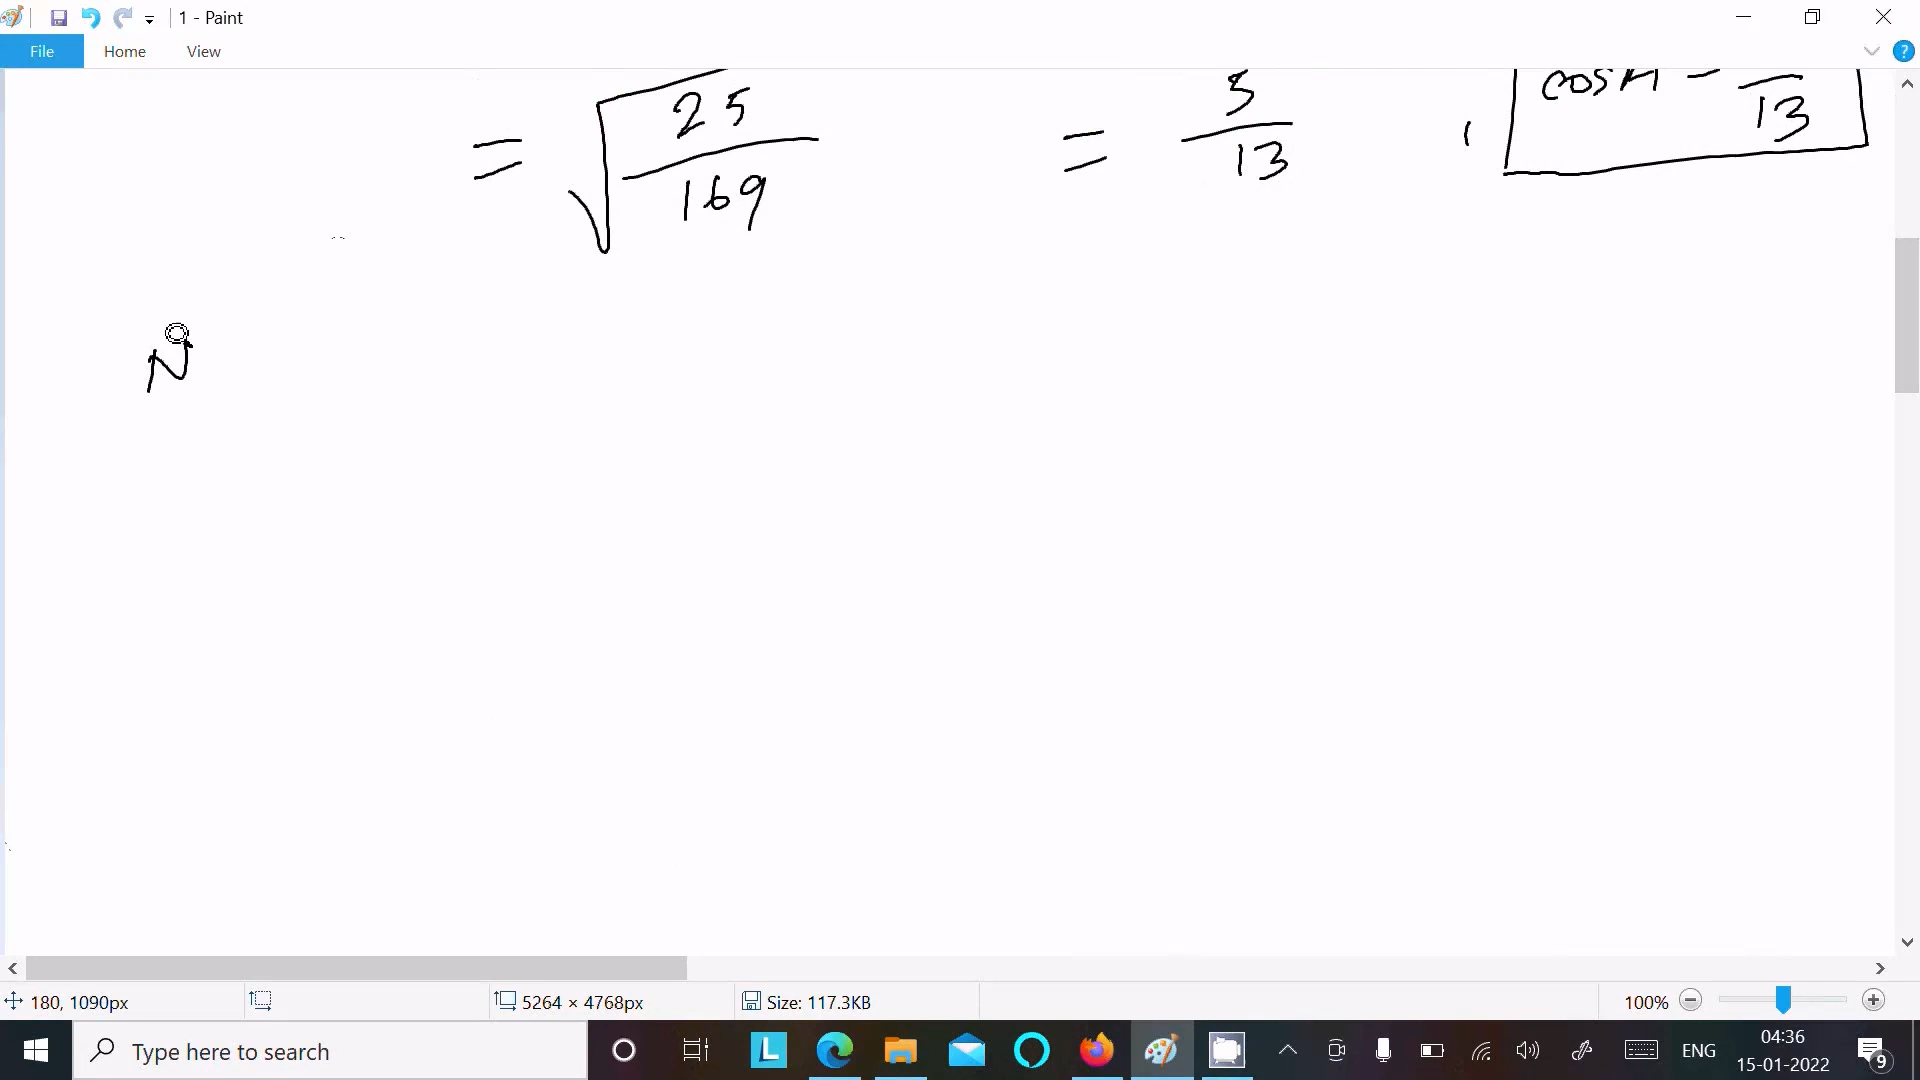 1 - Paint
File Home View
= √25/169 = 5/13 , cos A = /13
N
180, 1090px 5264 × 4768px Size: 117.3KB 100%
Type here to search L ENG 04:36
15-01-2022 9